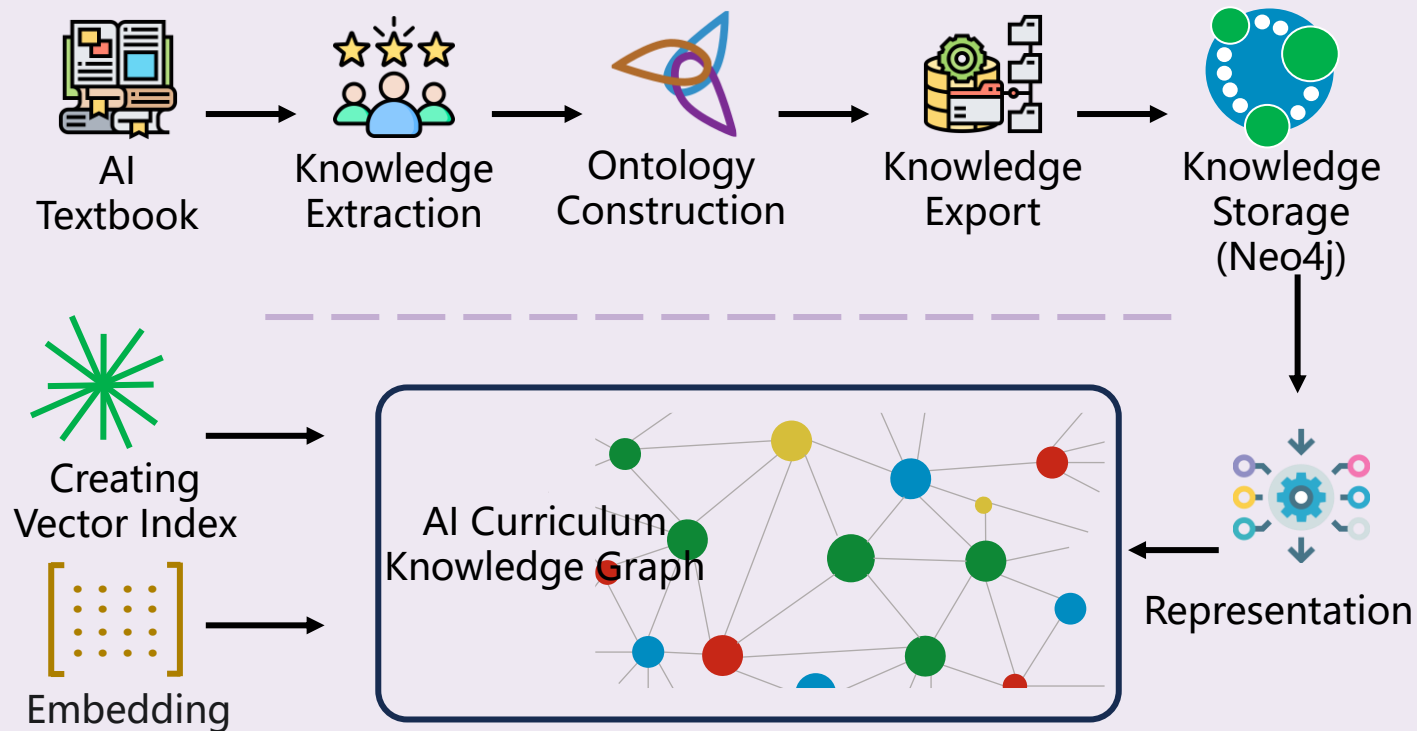 AI
Textbook
Knowledge
Extraction
Ontology
Construction
Knowledge
Export
Knowledge
Storage
(Neo4j)
Creating
Vector Index
Embedding
AI Curriculum
Knowledge Graph
Representation